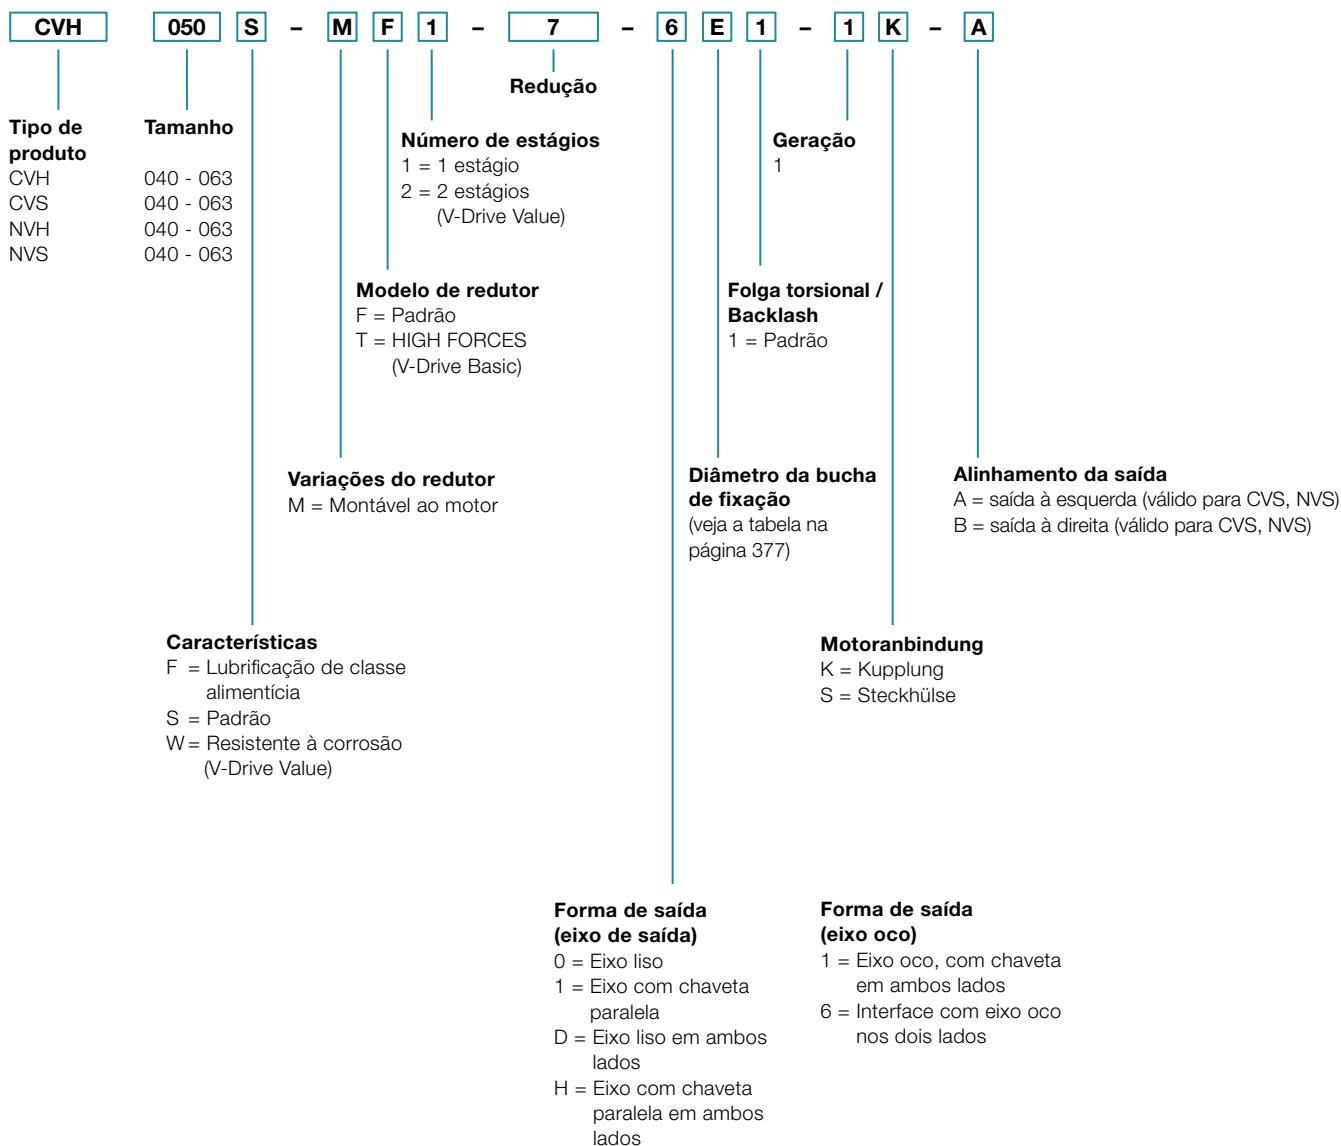 CVH 050 S – M F 1 – 7 – 6 E 1 – 1 K – A
Redução
Tipo de
produto
CVH
CVS
NVH
NVS
Tamanho
040 - 063
040 - 063
040 - 063
040 - 063
Número de estágios
1 = 1 estágio
2 = 2 estágios
(V-Drive Value)
Geração
1
Modelo de redutor
F = Padrão
T = HIGH FORCES
(V-Drive Basic)
Folga torsional /
Backlash
1 = Padrão
Variações do redutor
M = Montável ao motor
Diâmetro da bucha
de fixação
(veja a tabela na
página 377)
Alinhamento da saída
A = saída à esquerda (válido para CVS, NVS)
B = saída à direita (válido para CVS, NVS)
Características
F = Lubrificação de classe
alimentícia
S = Padrão
W = Resistente à corrosão
(V-Drive Value)
Motoranbindung
K = Kupplung
S = Steckhülse
Forma de saída
(eixo de saída)
0 = Eixo liso
1 = Eixo com chaveta
paralela
D = Eixo liso em ambos
lados
H = Eixo com chaveta
paralela em ambos
lados
Forma de saída
(eixo oco)
1 = Eixo oco, com chaveta
em ambos lados
6 = Interface com eixo oco
nos dois lados